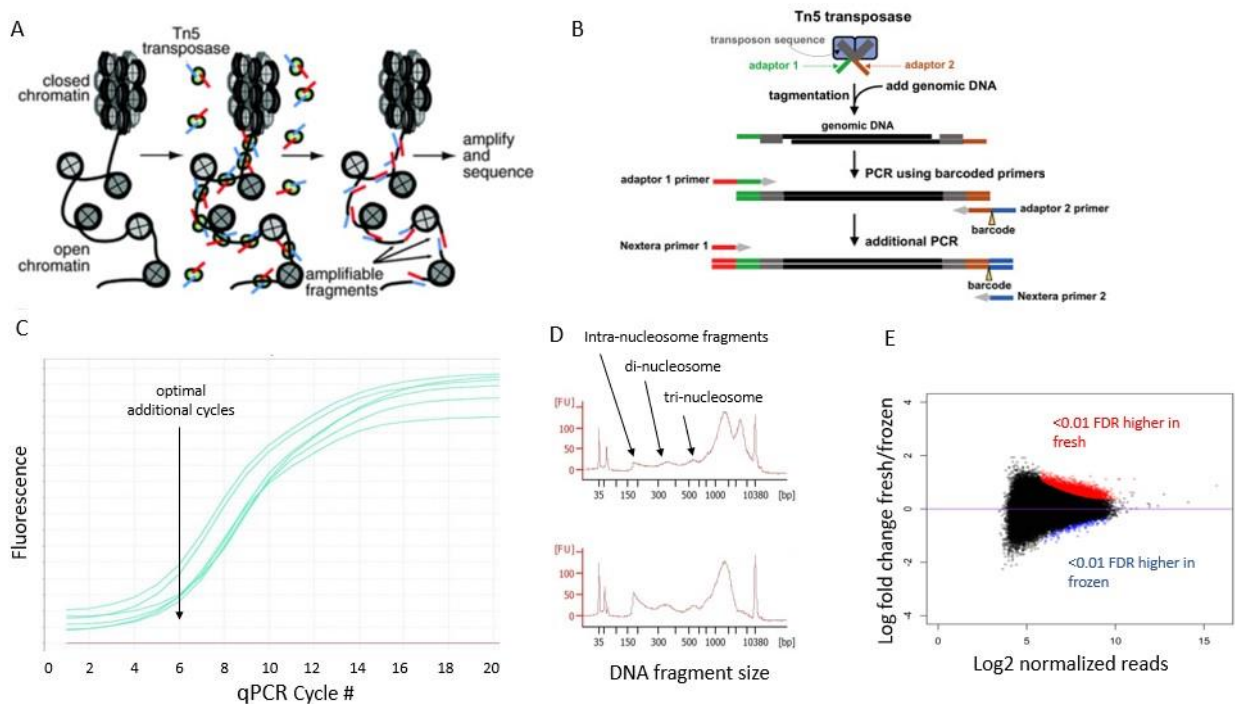 A
Tn5
transposase
closed
chromatin
open
chromatin
amplifiable
fragments
amplify
and
sequence
B
Tn5 transposase
transposon sequence
adaptor 1
adaptor 2
tagmentation
add genomic DNA
genomic DNA
PCR using barcoded primers
adaptor 1 primer
adaptor 2 primer
barcode
additional PCR
Nextera primer 1
barcode
Nextera primer 2
C
optimal
additional cycles
Fluorescence
0 2 4 6 8 10 12 14 16 18 20
qPCR Cycle #
D
Intra-nucleosome fragments
di-nucleosome
tri-nucleosome
[FU]
100
50
0
35 150 300 500 1000 10380 [bp]
[FU]
100
50
0
35 150 300 500 1000 10380 [bp]
DNA fragment size
E
<0.01 FDR higher in
fresh
<0.01 FDR higher in
frozen
Log fold change fresh/frozen
4
2
0
-2
-4
0 5 10 15
Log2 normalized reads